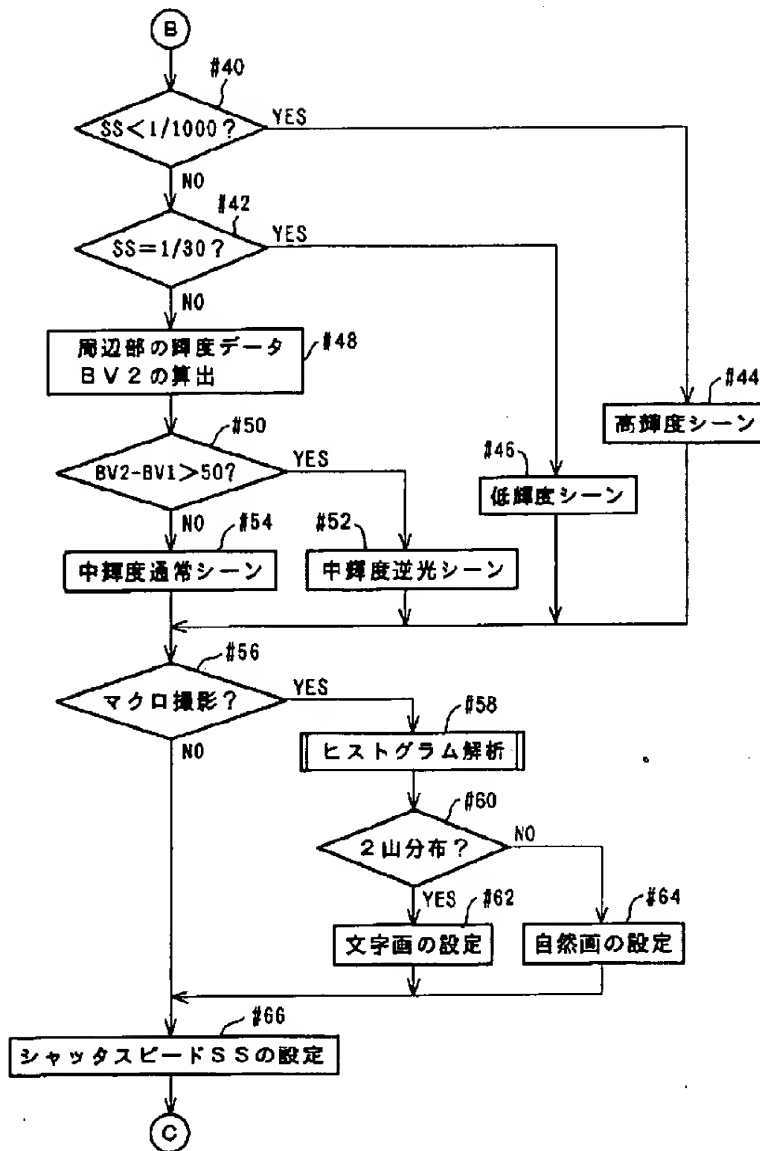 B
#40
SS<1/1000?
YES
NO
#42
SS=1/30?
YES
NO
周辺部の輝度データ
BV2の算出
#48
#44
高輝度シーン
#50
BV2-BV1>50?
YES
NO
#46
低輝度シーン
#54
中輝度通常シーン
#52
中輝度逆光シーン
#56
マクロ撮影?
YES
NO
#58
ヒストグラム解析
#60
2山分布?
NO
YES
#62
文字画の設定
#64
自然画の設定
#66
シャッタスピードSSの設定
C